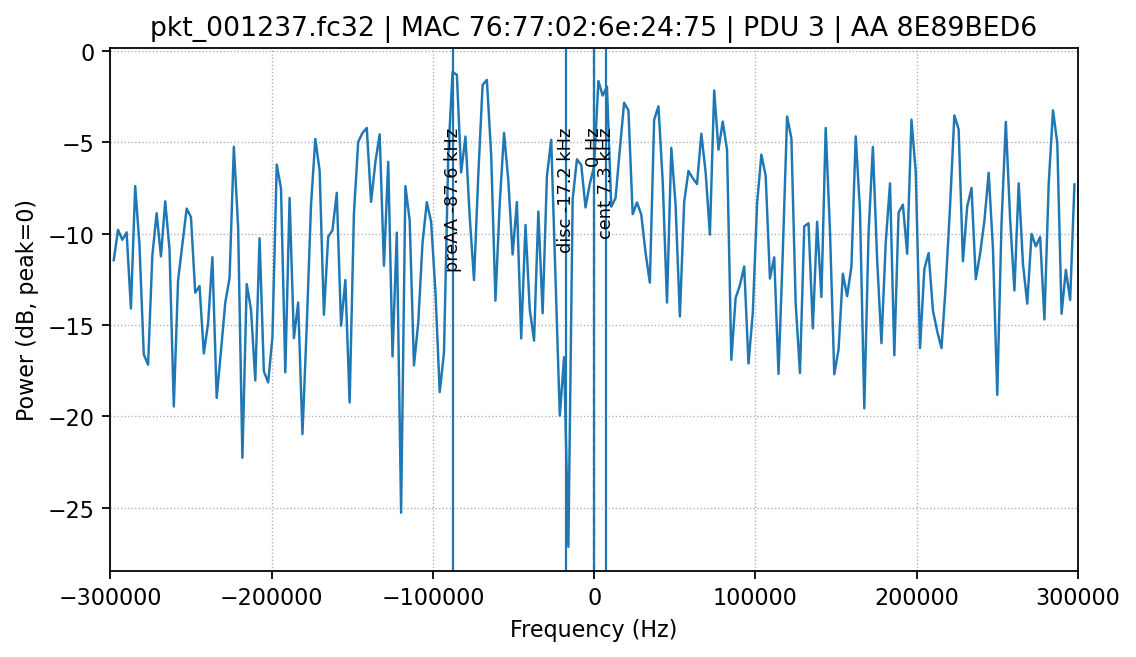 pkt_001237.fc32 | MAC 76:77:02:6e:24:75 | PDU 3 | AA 8E89BED6
Power (dB, peak=0)
0
−5
−10
−15
−20
−25
preAA -87.6 kHz
disc -17.2 kHz
0 Hz
cent 7.3 kHz
−300000
−200000
−100000
0
100000
200000
300000
Frequency (Hz)